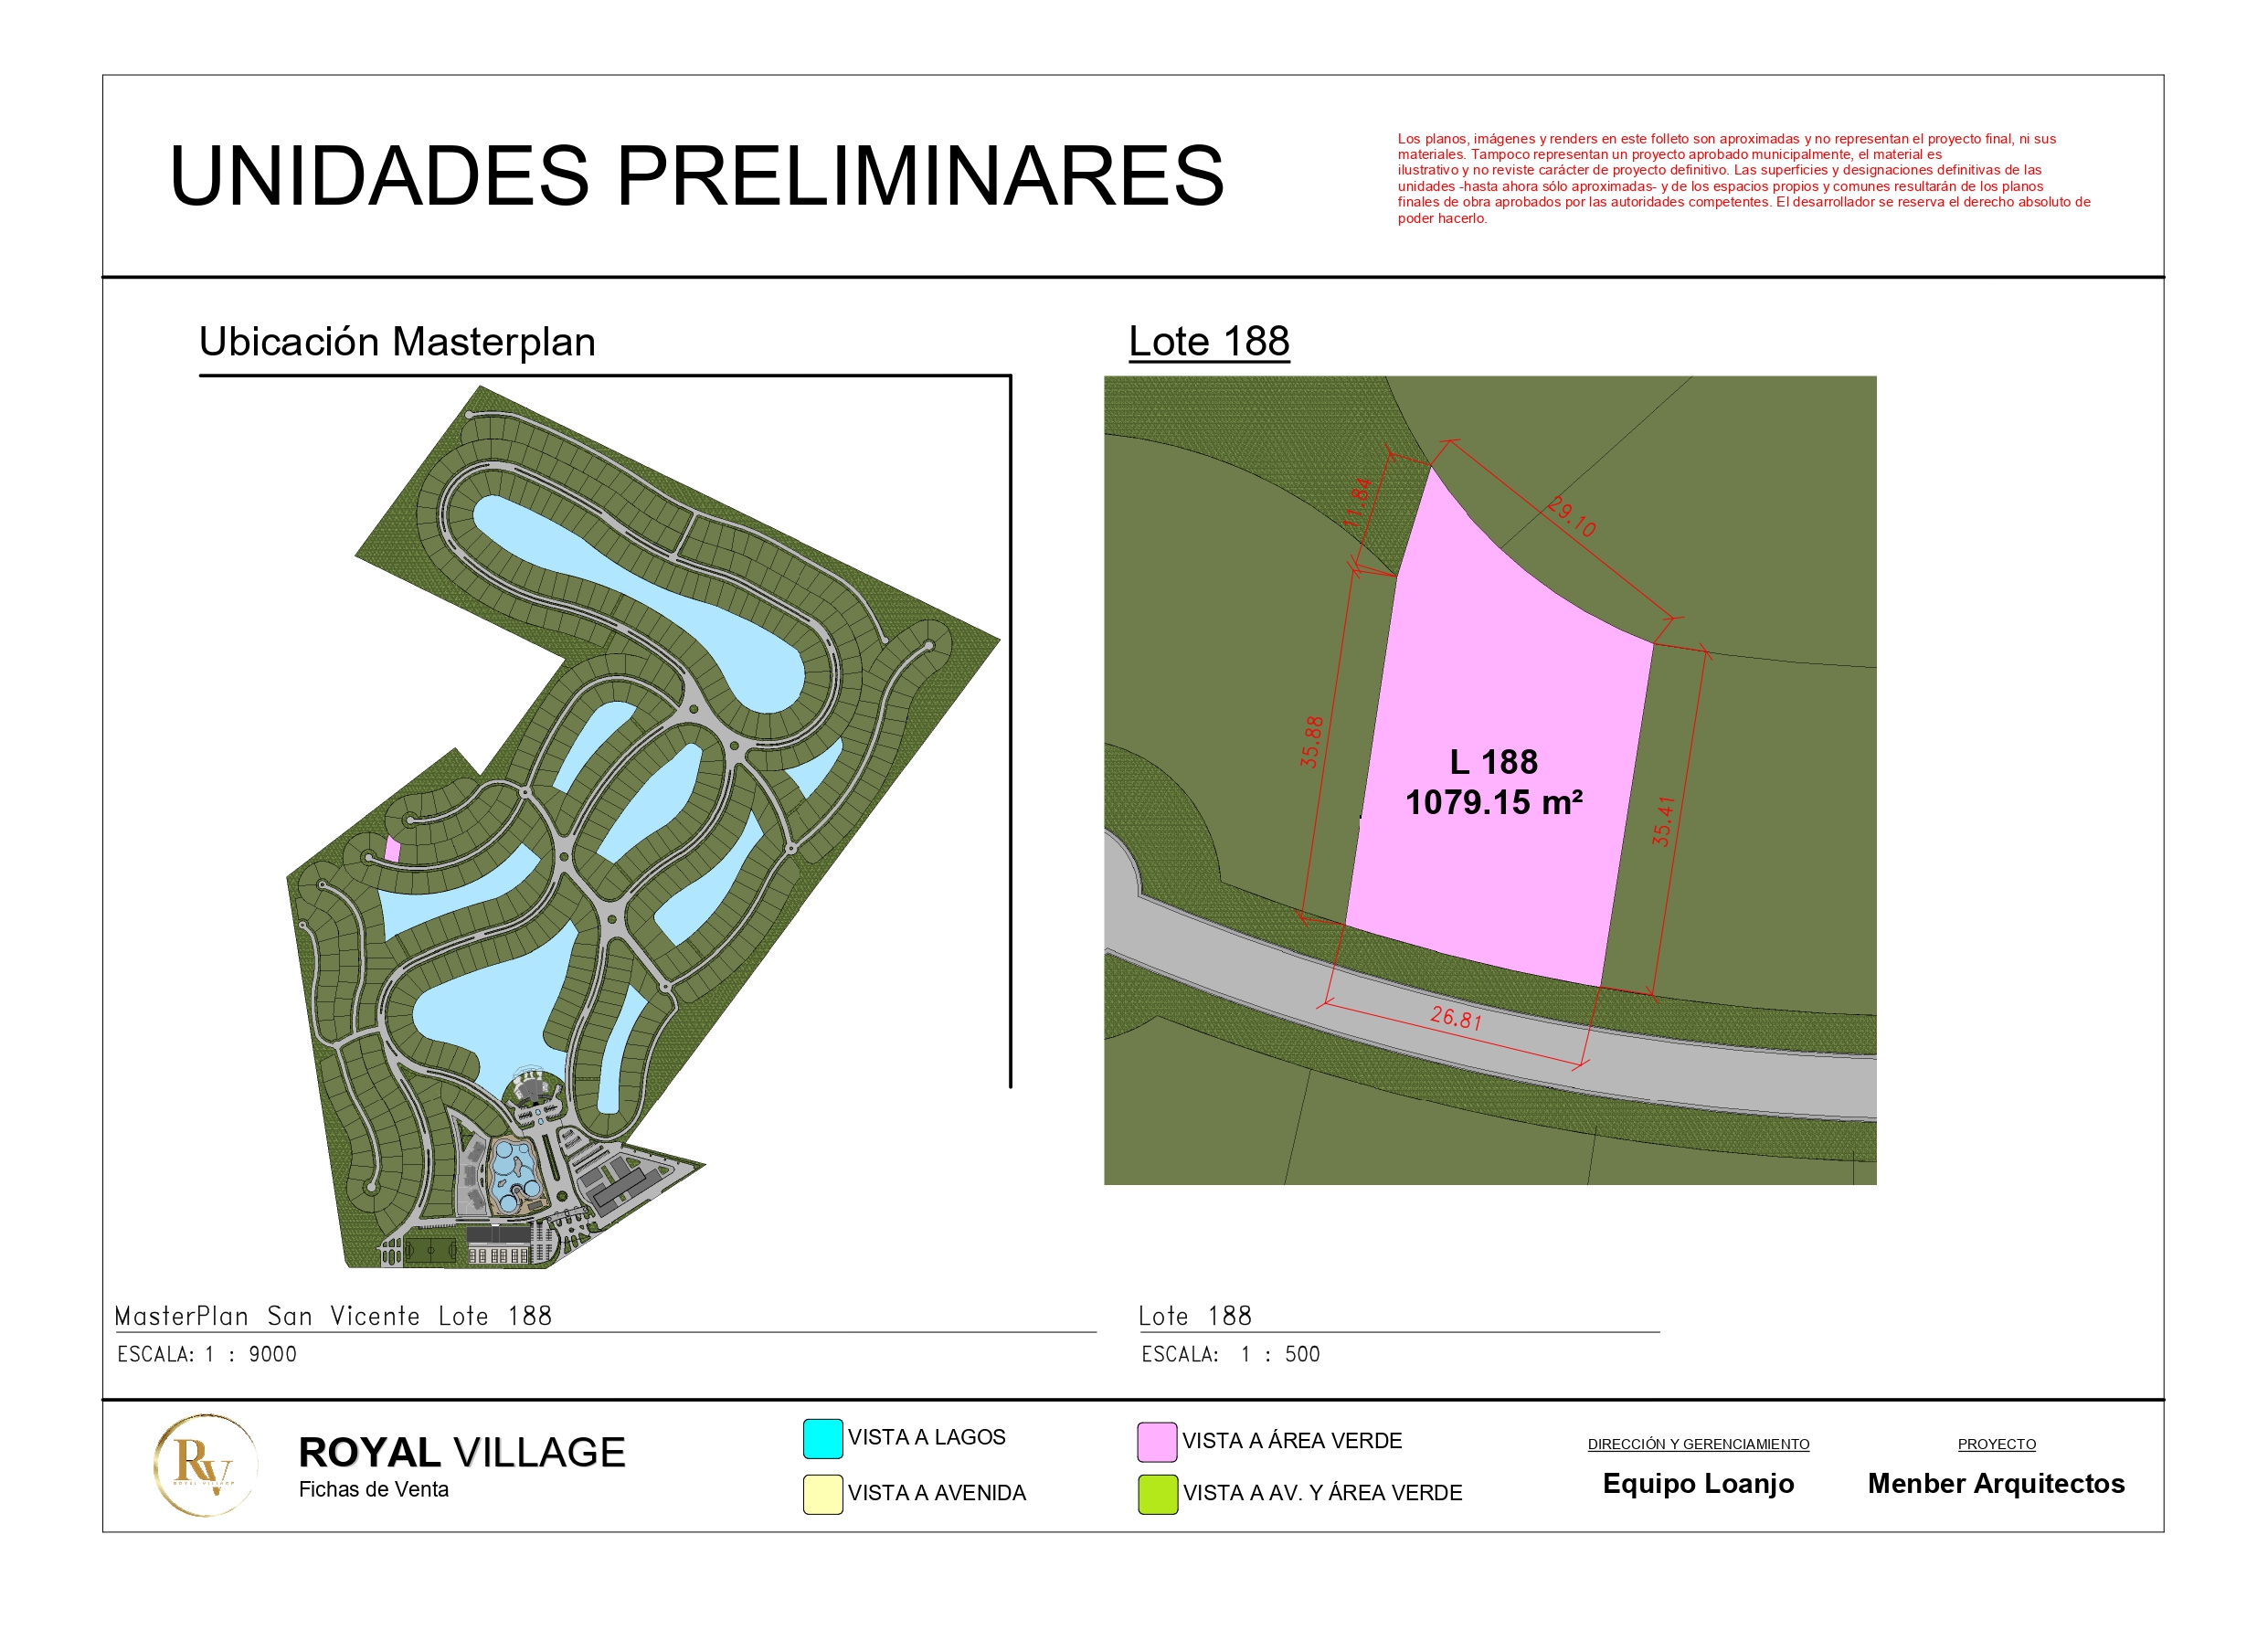 UNIDADES PRELIMINARES
Los planos, imágenes y renders en este folleto son aproximadas y no representan el proyecto final, ni sus
materiales. Tampoco representan un proyecto aprobado municipalmente, el material es
ilustrativo y no reviste carácter de proyecto definitivo. Las superficies y designaciones definitivas de las
unidades -hasta ahora sólo aproximadas- y de los espacios propios y comunes resultarán de los planos
finales de obra aprobados por las autoridades competentes. El desarrollador se reserva el derecho absoluto de
poder hacerlo.
Ubicación Masterplan
Lote 188
11.84
29.10
35.88
L 188
1079.15 m²
35.41
26.81
MasterPlan San Vicente Lote 188
ESCALA: 1 : 9000
Lote 188
ESCALA: 1 : 500
RV
ROYAL VILLAGE
ROYAL VILLAGE
Fichas de Venta
VISTA A LAGOS
VISTA A AVENIDA
VISTA A ÁREA VERDE
VISTA A AV. Y ÁREA VERDE
DIRECCIÓN Y GERENCIAMIENTO
Equipo Loanjo
PROYECTO
Menber Arquitectos